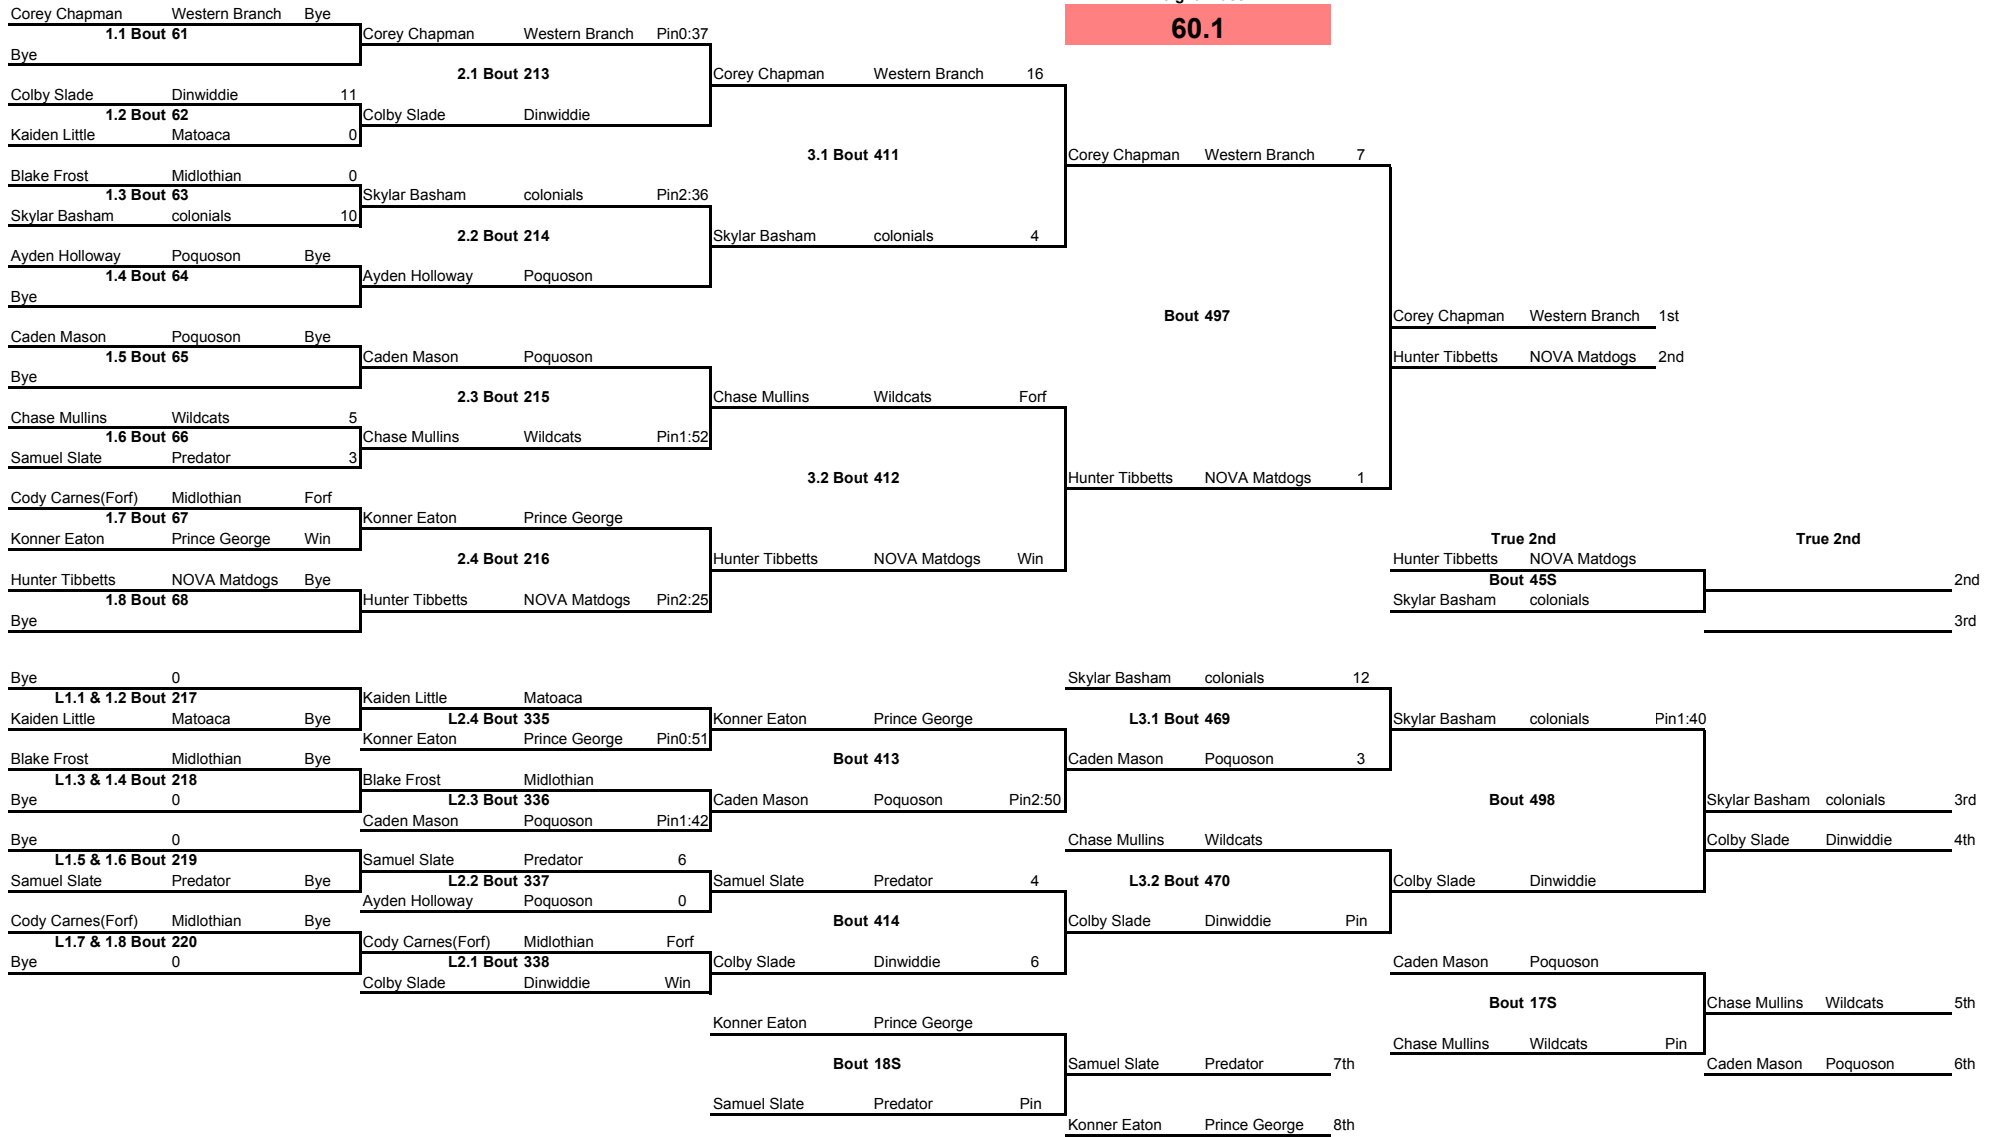 60.1
Corey Chapman Western Branch Bye
1.1 Bout 61
Bye
Colby Slade Dinwiddie 11
1.2 Bout 62
Kaiden Little Matoaca 0
Blake Frost Midlothian 0
1.3 Bout 63
Skylar Basham colonials 10
Ayden Holloway Poquoson Bye
1.4 Bout 64
Bye
Caden Mason Poquoson Bye
1.5 Bout 65
Bye
Chase Mullins Wildcats 5
1.6 Bout 66
Samuel Slate Predator 3
Cody Carnes(Forf) Midlothian Forf
1.7 Bout 67
Konner Eaton Prince George Win
Hunter Tibbetts NOVA Matdogs Bye
1.8 Bout 68
Bye
Corey Chapman Western Branch Pin0:37
2.1 Bout 213
Colby Slade Dinwiddie
Skylar Basham colonials Pin2:36
2.2 Bout 214
Ayden Holloway Poquoson
Caden Mason Poquoson
2.3 Bout 215
Chase Mullins Wildcats Pin1:52
Konner Eaton Prince George
2.4 Bout 216
Hunter Tibbetts NOVA Matdogs Pin2:25
Corey Chapman Western Branch 16
3.1 Bout 411
Skylar Basham colonials 4
Chase Mullins Wildcats Forf
3.2 Bout 412
Hunter Tibbetts NOVA Matdogs Win
Corey Chapman Western Branch 7
Bout 497
Hunter Tibbetts NOVA Matdogs 1
Corey Chapman Western Branch 1st
Hunter Tibbetts NOVA Matdogs 2nd
True 2nd True 2nd
Hunter Tibbetts NOVA Matdogs
Bout 45S
Skylar Basham colonials
2nd
3rd
Bye 0
L1.1 & 1.2 Bout 217
Kaiden Little Matoaca Bye
Blake Frost Midlothian Bye
L1.3 & 1.4 Bout 218
Bye 0
Bye 0
L1.5 & 1.6 Bout 219
Samuel Slate Predator Bye
Cody Carnes(Forf) Midlothian Bye
L1.7 & 1.8 Bout 220
Bye 0
Kaiden Little Matoaca
L2.4 Bout 335
Konner Eaton Prince George Pin0:51
Blake Frost Midlothian
L2.3 Bout 336
Caden Mason Poquoson Pin1:42
Samuel Slate Predator 6
L2.2 Bout 337
Ayden Holloway Poquoson 0
Cody Carnes(Forf) Midlothian Forf
L2.1 Bout 338
Colby Slade Dinwiddie Win
Konner Eaton Prince George
Bout 413
Caden Mason Poquoson Pin2:50
Samuel Slate Predator 4
Bout 414
Colby Slade Dinwiddie 6
Konner Eaton Prince George
Bout 18S
Samuel Slate Predator Pin
Skylar Basham colonials 12
L3.1 Bout 469
Caden Mason Poquoson 3
Chase Mullins Wildcats
L3.2 Bout 470
Colby Slade Dinwiddie Pin
Samuel Slate Predator 7th
Konner Eaton Prince George 8th
Skylar Basham colonials Pin1:40
Bout 498
Colby Slade Dinwiddie
Caden Mason Poquoson
Bout 17S
Chase Mullins Wildcats Pin
Skylar Basham colonials 3rd
Colby Slade Dinwiddie 4th
Chase Mullins Wildcats 5th
Caden Mason Poquoson 6th